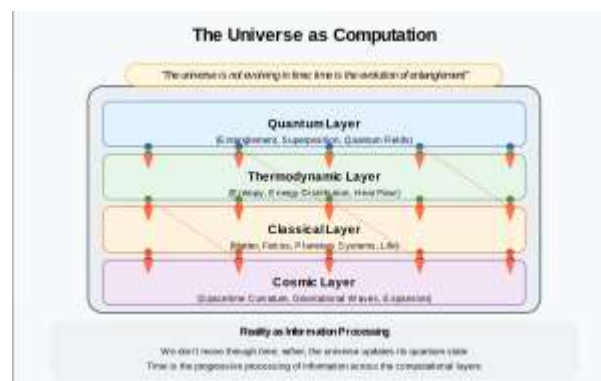 The Universe as Computation
"The universe is not evolving in time; time is the evolution of entanglement"
Quantum Layer
(Entanglement, Superposition, Quantum Fields)
Thermodynamic Layer
(Entropy, Energy Distribution, Heat Flow)
Classical Layer
(Matter, Forces, Planetary Systems, Life)
Cosmic Layer
(Spacetime Curvature, Gravitational Waves, Expansion)
Reality as Information Processing
We don't move through time; rather, the universe updates its quantum state
Time is the progressive processing of information across the computational layers